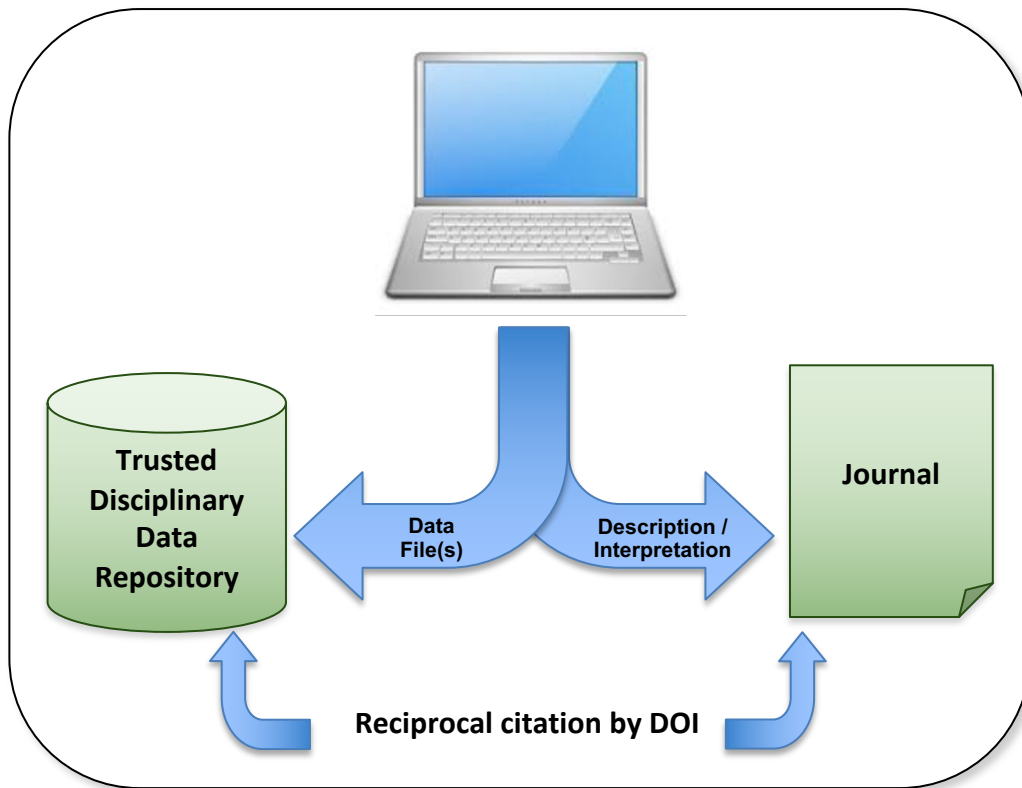 Trusted
Disciplinary
Data
Repository
Data
File(s)
Description /
Interpretation
Journal
Reciprocal citation by DOI